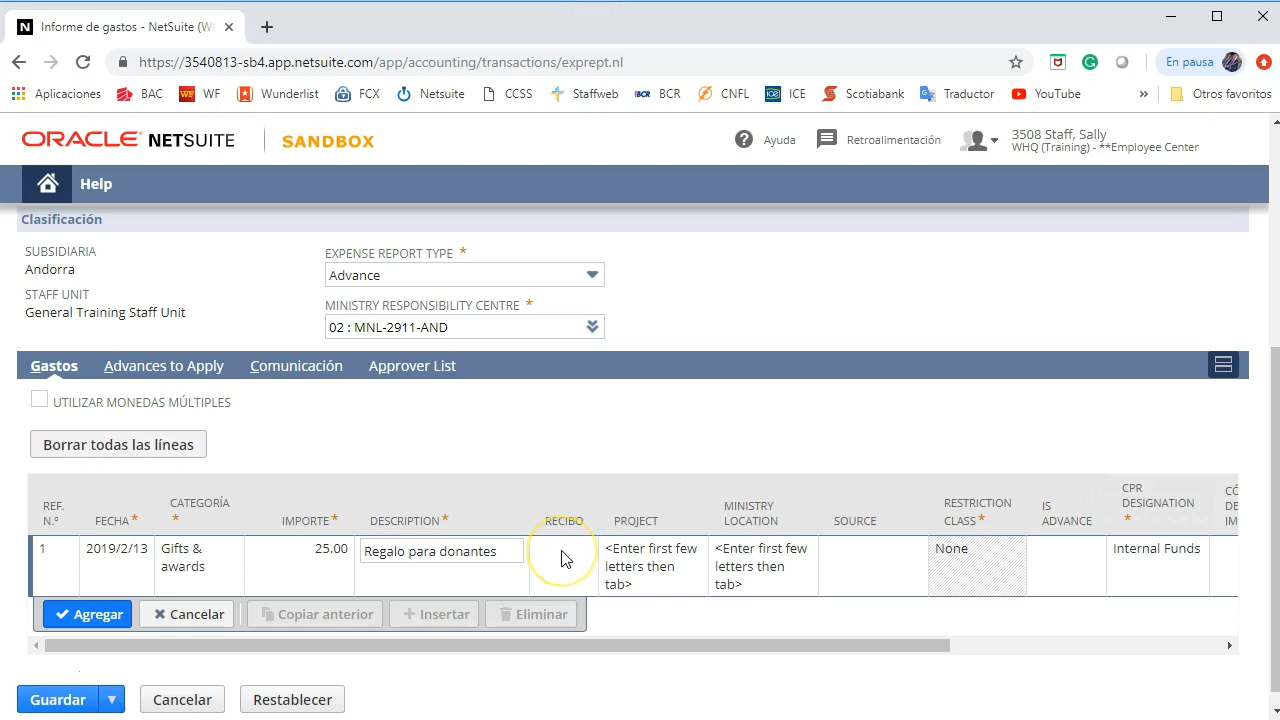 Informe de gastos - NetSuite (WH
https://3540813-sb4.app.netsuite.com/app/accounting/transactions/exprept.nl
En pausa
Aplicaciones BAC WF Wunderlist FCX Netsuite CCSS Staffweb BCR CNFL ICE Scotiabank Traductor YouTube » Otros favoritos
ORACLE NETSUITE SANDBOX
Ayuda Retroalimentación
3508 Staff, Sally
WHQ (Training) - **Employee Center
Help
Clasificación
SUBSIDIARIA
Andorra
STAFF UNIT
General Training Staff Unit
EXPENSE REPORT TYPE *
Advance
MINISTRY RESPONSIBILITY CENTRE *
02 : MNL-2911-AND
Gastos Advances to Apply Comunicación Approver List
UTILIZAR MONEDAS MÚLTIPLES
Borrar todas las líneas
REF. N.º FECHA * CATEGORÍA * IMPORTE * DESCRIPTION * RECIBO PROJECT MINISTRY LOCATION SOURCE RESTRICTION CLASS * IS ADVANCE CPR DESIGNATION *
1 2019/2/13 Gifts & awards 25.00 Regalo para donantes <Enter first few letters then tab> <Enter first few letters then tab> None Internal Funds
Agregar Cancelar Copiar anterior Insertar Eliminar
Guardar Cancelar Restablecer